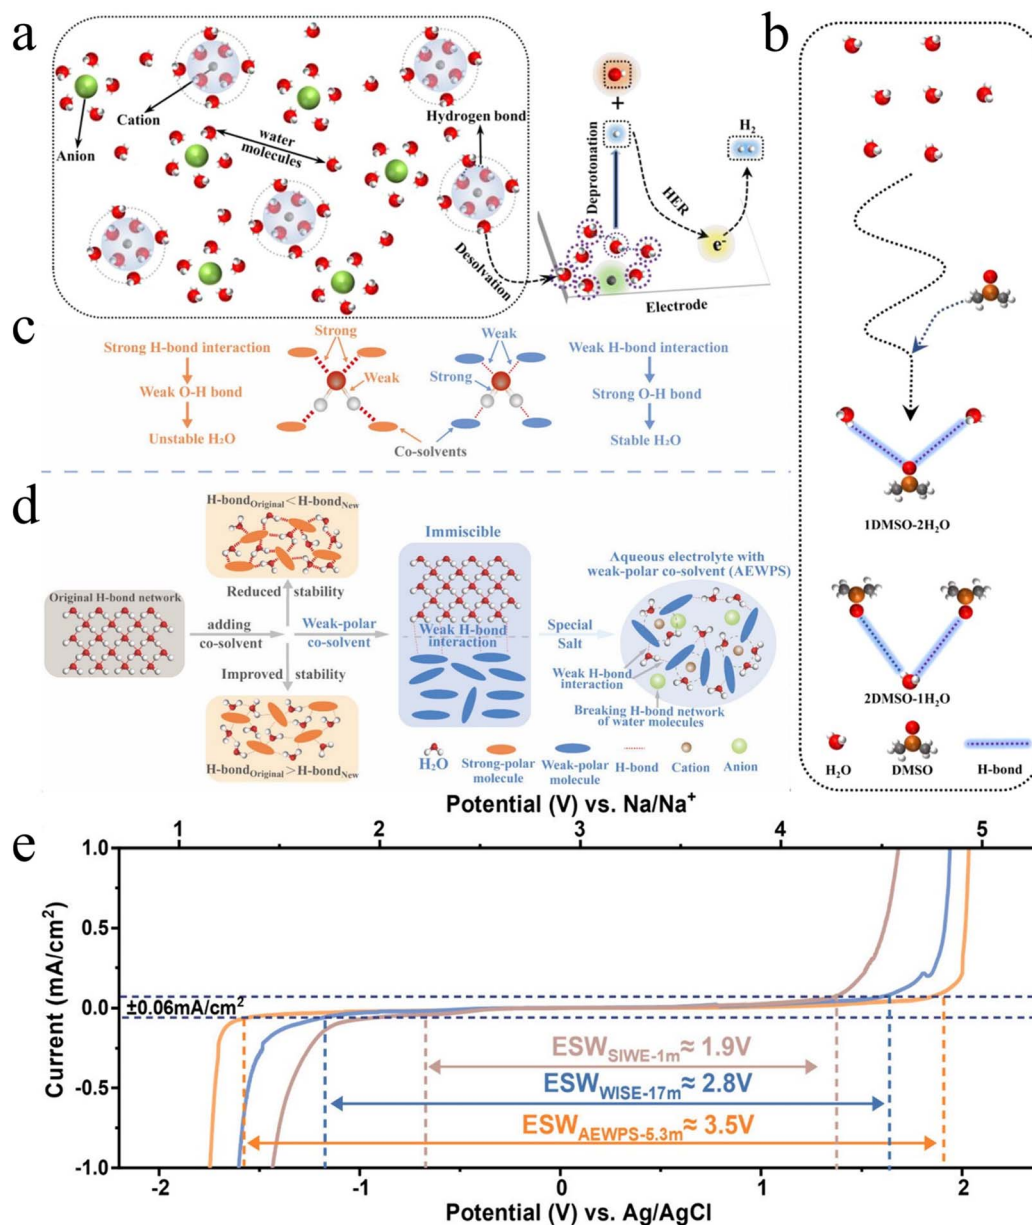 a
Cation
Anion
water
molecules
Hydrogen bond
Desolvation
+
Deprotonation
HER
H₂
e⁻
Electrode
b
1DMSO-2H₂O
2DMSO-1H₂O
H₂O
DMSO
H-bond
c
Strong H-bond interaction
Weak O-H bond
Unstable H₂O
Strong
Weak
Weak
Strong
Co-solvents
Weak H-bond interaction
Strong O-H bond
Stable H₂O
d
Original H-bond network
adding
co-solvent
H-bondOriginal<H-bondNew
Reduced stability
Improved stability
H-bondOriginal>H-bondNew
Weak-polar
co-solvent
Immiscible
Weak H-bond
interaction
Special
Salt
Aqueous electrolyte with
weak-polar co-solvent (AEWPS)
Weak H-bond
interaction
Breaking H-bond network
of water molecules
H₂O
Strong-polar
molecule
Weak-polar
molecule
H-bond
Cation
Anion
e
Potential (V) vs. Na/Na⁺
1 2 3 4 5
Current (mA/cm²)
1.0
0.5
0.0
-0.5
-1.0
±0.06mA/cm²
ESWSIWE-1m≈ 1.9V
ESWWISE-17m≈ 2.8V
ESWAEWPS-5.3m≈ 3.5V
-2 -1 0 1 2
Potential (V) vs. Ag/AgCl